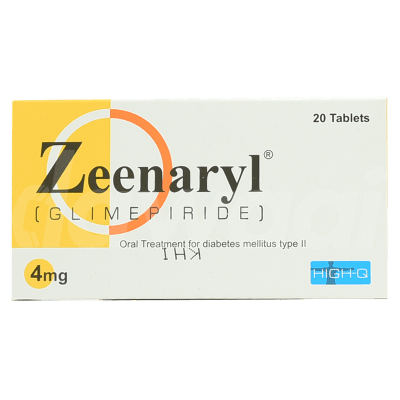 20 Tablets
Zeenaryl®
[GLIMEPIRIDE]
Oral Treatment for diabetes mellitus type II
KHI
4mg
HIGH-Q